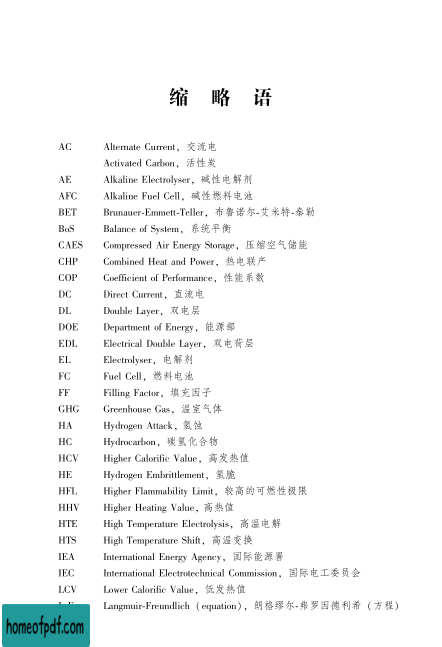 缩 略 语
AC Alternate Current，交流电
Activated Carbon，活性炭
AE Alkaline Electrolyser，碱性电解剂
AFC Alkaline Fuel Cell，碱性燃料电池
BET Brunauer-Emmett-Teller，布鲁诺尔-艾米特-泰勒
BoS Balance of System，系统平衡
CAES Compressed Air Energy Storage，压缩空气储能
CHP Combined Heat and Power，热电联产
COP Coefficient of Performance，性能系数
DC Direct Current，直流电
DL Double Layer，双电层
DOE Department of Energy，能源部
EDL Electrical Double Layer，双电荷层
EL Electrolyser，电解剂
FC Fuel Cell，燃料电池
FF Filling Factor，填充因子
GHG Greenhouse Gas，温室气体
HA Hydrogen Attack，氢蚀
HC Hydrocarbon，碳氢化合物
HCV Higher Calorific Value，高发热值
HE Hydrogen Embrittlement，氢脆
HFL Higher Flammability Limit，较高的可燃性极限
HHV Higher Heating Value，高热值
HTE High Temperature Electrolysis，高温电解
HTS High Temperature Shift，高温变换
IEA International Energy Agency，国际能源署
IEC International Electrotechnical Commission，国际电工委员会
LCV Lower Calorific Value，低发热值
Langmuir-Freundlich（equation），朗格缪尔-弗罗因德利希（方程）
homeofpdf.com